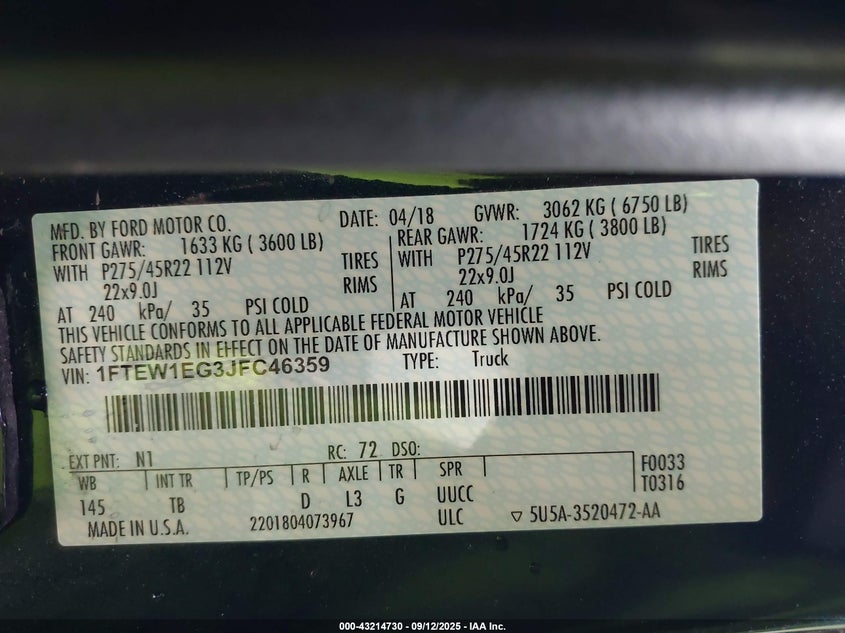 MFD. BY FORD MOTOR CO. DATE: 04/18 GVWR: 3062 KG ( 6750 LB)
FRONT GAWR: 1633 KG ( 3600 LB) REAR GAWR: 1724 KG ( 3800 LB)
WITH P275/45R22 112V TIRES WITH P275/45R22 112V TIRES
22x9.0J RIMS 22x9.0J RIMS
AT 240 kPa/ 35 PSI COLD AT 240 kPa/ 35 PSI COLD
THIS VEHICLE CONFORMS TO ALL APPLICABLE FEDERAL MOTOR VEHICLE
SAFETY STANDARDS IN EFFECT ON THE DATE OF MANUFACTURE SHOWN ABOVE.
VIN: 1FTEW1EG3JFC46359 TYPE: Truck
EXT PNT: N1 RC: 72 DSO:
WB INT TR TP/PS R AXLE TR SPR F0033
145 TB D L3 G UUCC T0316
MADE IN U.S.A. 2201804073967 ULC ▽ 5U5A-3520472-AA
000-43214730 - 09/12/2025 - IAA Inc.